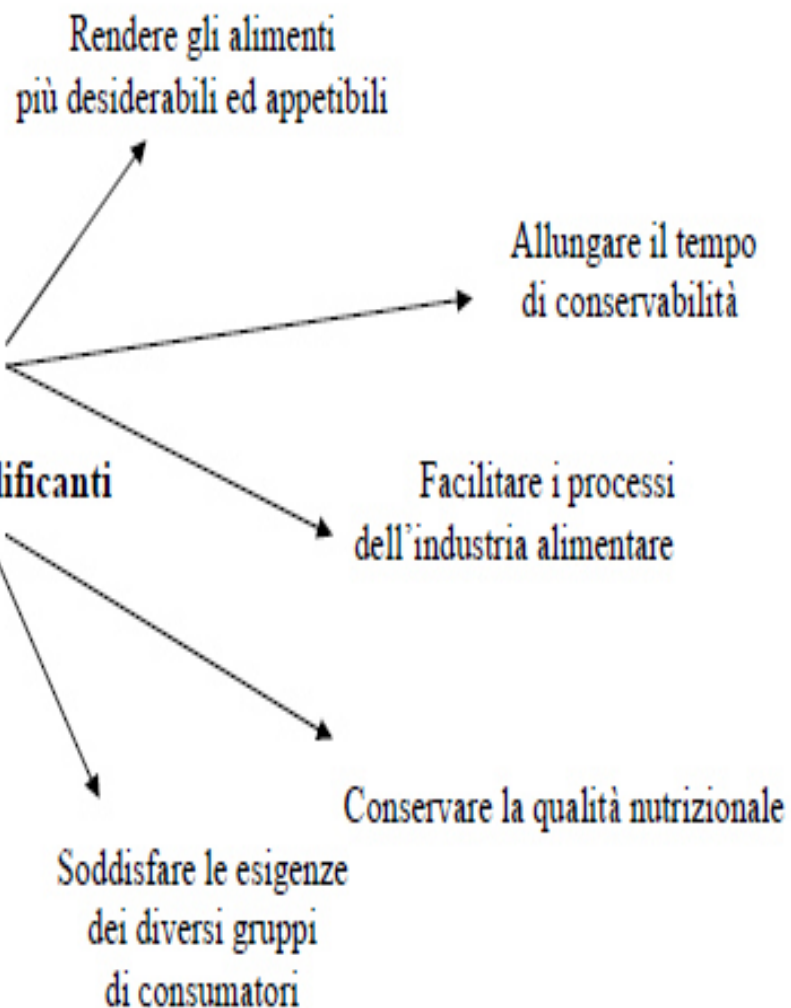 Rendere gli alimenti
più desiderabili ed appetibili
Allungare il tempo
di conservabilità
Facilitare i processi
dell'industria alimentare
Conservare la qualità nutrizionale
Soddisfare le esigenze
dei diversi gruppi
di consumatori